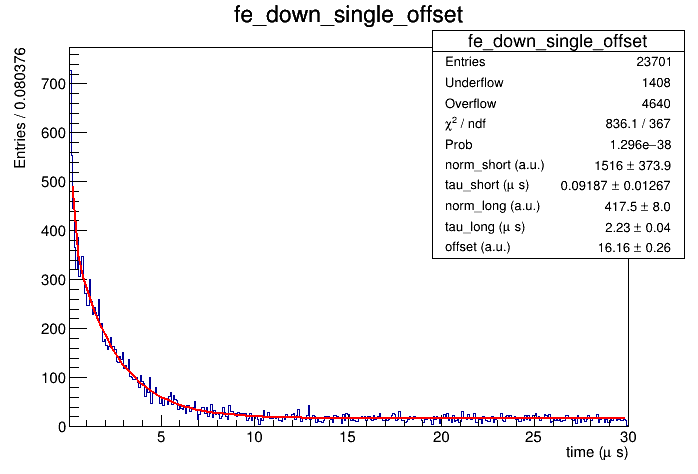 fe_down_single_offset
Entries / 0.080376
fe_down_single_offset
Entries 23701
Underflow 1408
Overflow 4640
χ² / ndf 836.1 / 367
Prob 1.296e−38
norm_short (a.u.) 1516 ± 373.9
tau_short (μ s) 0.09187 ± 0.01267
norm_long (a.u.) 417.5 ± 8.0
tau_long (μ s) 2.23 ± 0.04
offset (a.u.) 16.16 ± 0.26
700
600
500
400
300
200
100
0
5 10 15 20 25 30
time (μ s)